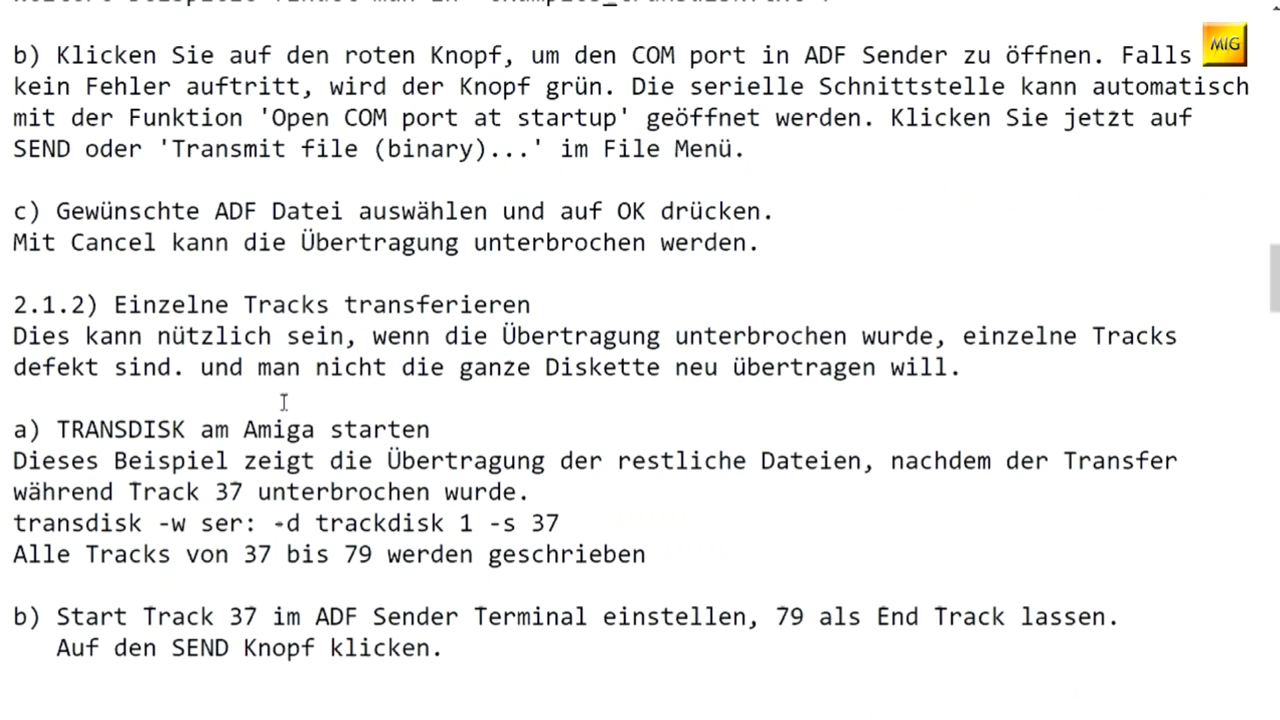 b) Klicken Sie auf den roten Knopf, um den COM port in ADF Sender zu öffnen. Falls
MIG
kein Fehler auftritt, wird der Knopf grün. Die serielle Schnittstelle kann automatisch
mit der Funktion 'Open COM port at startup' geöffnet werden. Klicken Sie jetzt auf
SEND oder 'Transmit file (binary)...' im File Menü.
c) Gewünschte ADF Datei auswählen und auf OK drücken.
Mit Cancel kann die Übertragung unterbrochen werden.
2.1.2) Einzelne Tracks transferieren
Dies kann nützlich sein, wenn die Übertragung unterbrochen wurde, einzelne Tracks
defekt sind. und man nicht die ganze Diskette neu übertragen will.
a) TRANSDISK am Amiga starten
Dieses Beispiel zeigt die Übertragung der restliche Dateien, nachdem der Transfer
während Track 37 unterbrochen wurde.
transdisk -w ser: -d trackdisk 1 -s 37
Alle Tracks von 37 bis 79 werden geschrieben
b) Start Track 37 im ADF Sender Terminal einstellen, 79 als End Track lassen.
Auf den SEND Knopf klicken.